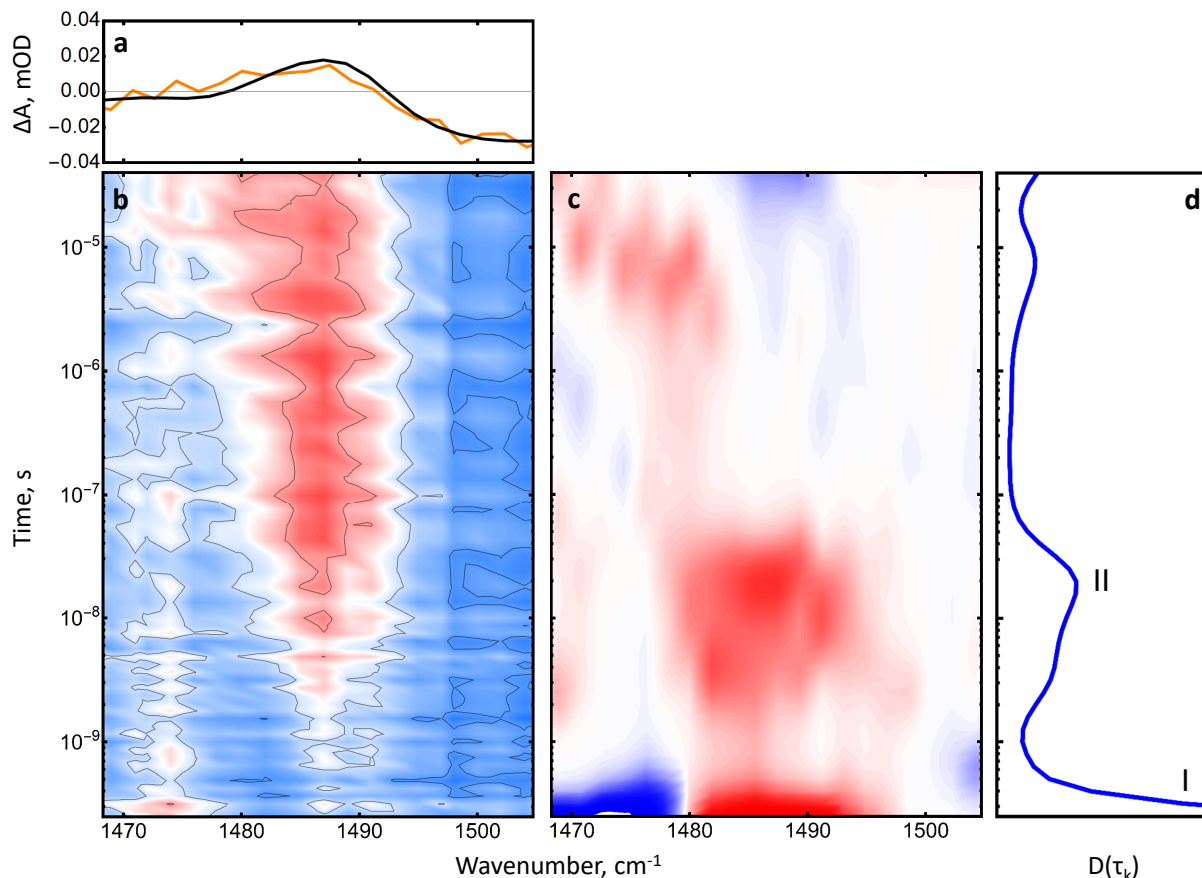 a
0.04
0.02
0.00
−0.02
−0.04
ΔA, mOD
b
c
d
10⁻⁵
10⁻⁶
10⁻⁷
10⁻⁸
10⁻⁹
Time, s
II
I
1470 1480 1490 1500
1470 1480 1490 1500
Wavenumber, cm⁻¹
D(τₖ)